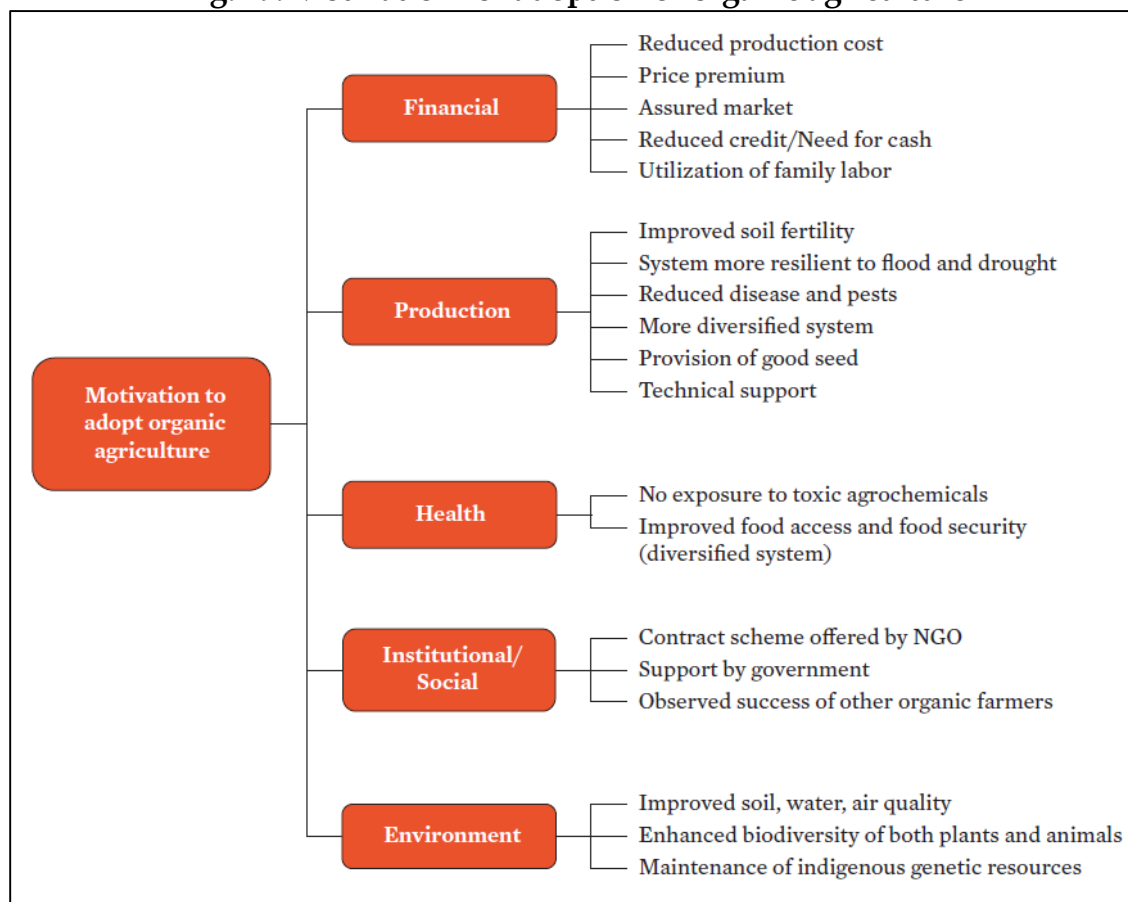 Motivation to
adopt organic
agriculture
Financial
Reduced production cost
Price premium
Assured market
Reduced credit/Need for cash
Utilization of family labor
Production
Improved soil fertility
System more resilient to flood and drought
Reduced disease and pests
More diversified system
Provision of good seed
Technical support
Health
No exposure to toxic agrochemicals
Improved food access and food security
(diversified system)
Institutional/
Social
Contract scheme offered by NGO
Support by government
Observed success of other organic farmers
Environment
Improved soil, water, air quality
Enhanced biodiversity of both plants and animals
Maintenance of indigenous genetic resources